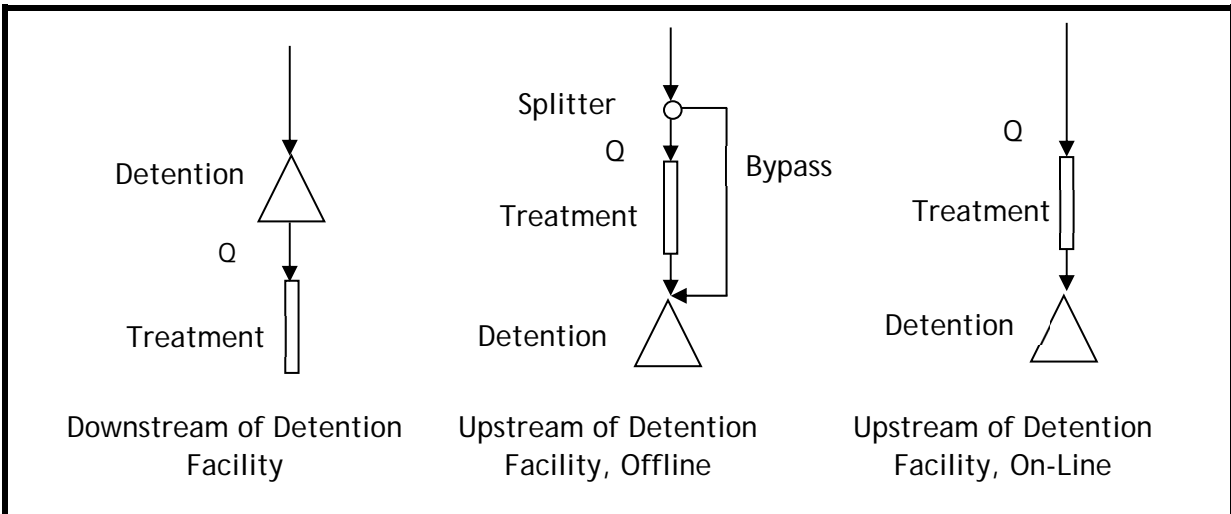 Detention
Q
Treatment
Downstream of Detention
Facility
Splitter
Q
Bypass
Treatment
Detention
Upstream of Detention
Facility, Offline
Q
Treatment
Detention
Upstream of Detention
Facility, On-Line